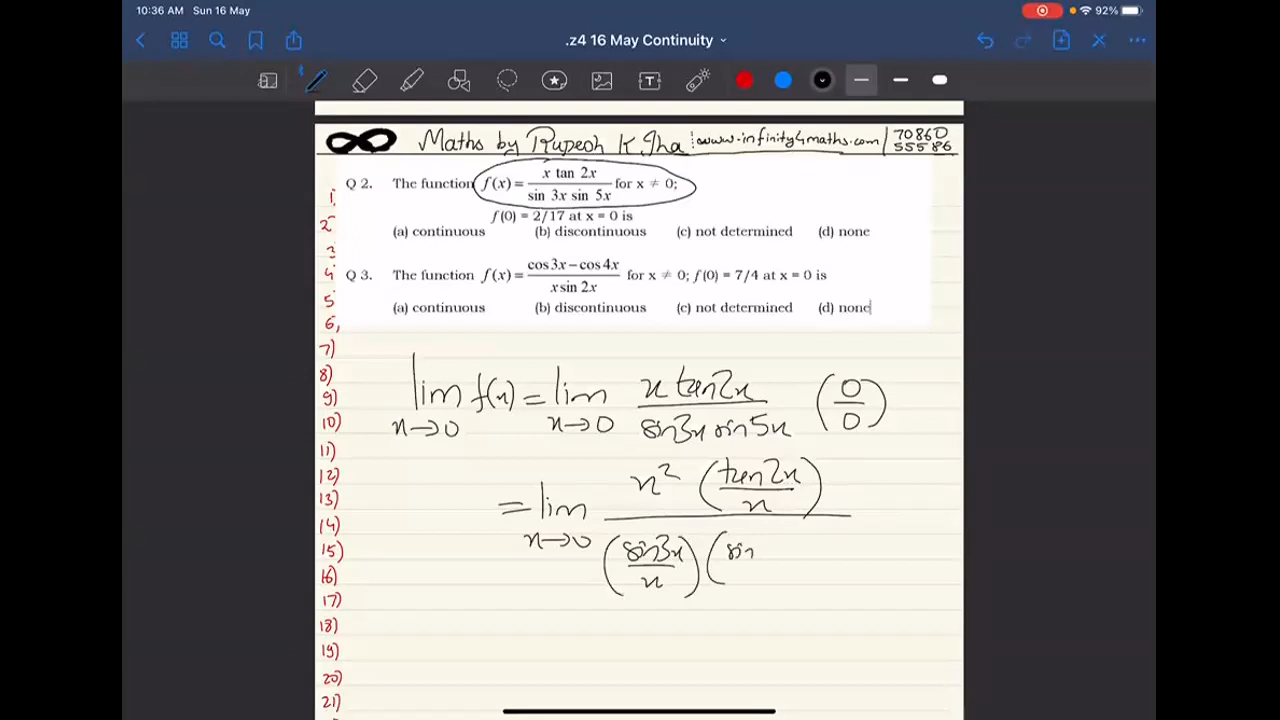 10:36 AM Sun 16 May
92%
.z4 16 May Continuity
T
Maths by Rupesh K. Jha www.infinity4maths.com 70860
55586
Q 2. The function f(x) = x tan 2x / sin 3x sin 5x for x ≠ 0;
f(0) = 2/17 at x = 0 is
(a) continuous (b) discontinuous (c) not determined (d) none
Q 3. The function f(x) = cos 3x – cos 4x / x sin 2x for x ≠ 0; f(0) = 7/4 at x = 0 is
(a) continuous (b) discontinuous (c) not determined (d) none
1,
2
3
4
5
6,
7)
8)
9)
10)
11)
12)
13)
14)
15)
16)
17)
18)
19)
20)
21)
lim x→0 f(x) = lim x→0 x tan2x / sin3x sin5x (0/0)
= lim x→0 x² (tan2x / x)
(sin3x / x) (sin